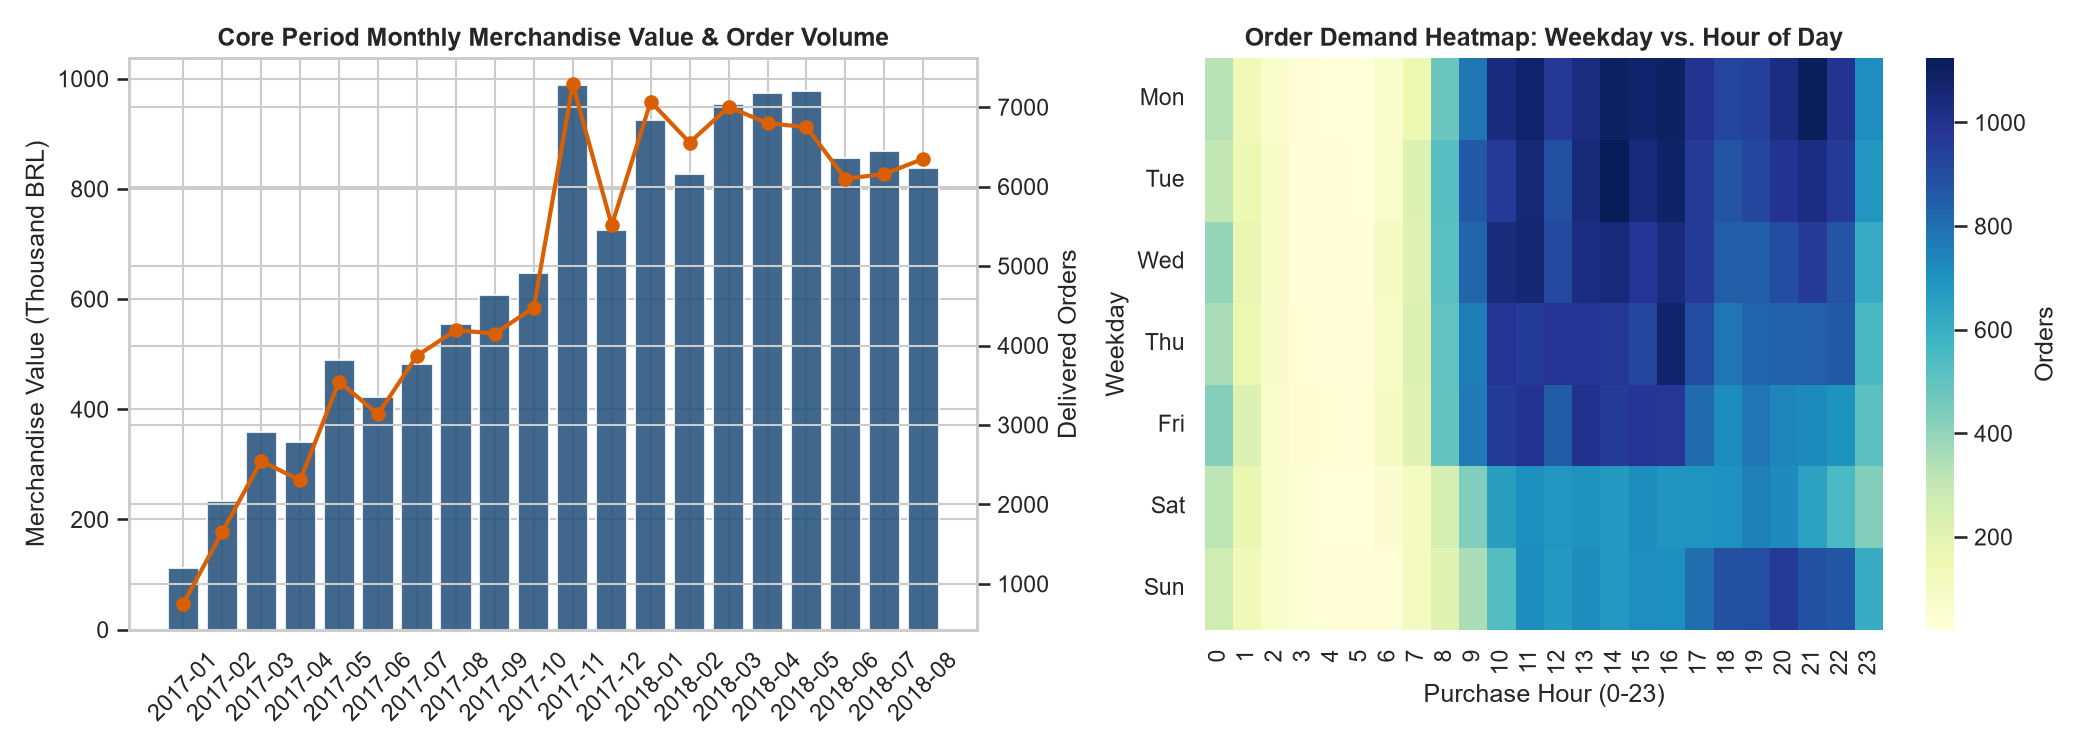 Core Period Monthly Merchandise Value & Order Volume
Merchandise Value (Thousand BRL)
1000
800
600
400
200
0
7000
6000
5000
4000
3000
2000
1000
Delivered Orders
2017-01
2017-02
2017-03
2017-04
2017-05
2017-06
2017-07
2017-08
2017-09
2017-10
2017-11
2017-12
2018-01
2018-02
2018-03
2018-04
2018-05
2018-06
2018-07
2018-08
Order Demand Heatmap: Weekday vs. Hour of Day
Weekday
Mon
Tue
Wed
Thu
Fri
Sat
Sun
0 1 2 3 4 5 6 7 8 9 10 11 12 13 14 15 16 17 18 19 20 21 22 23
Purchase Hour (0-23)
1000
800
600
400
200
Orders